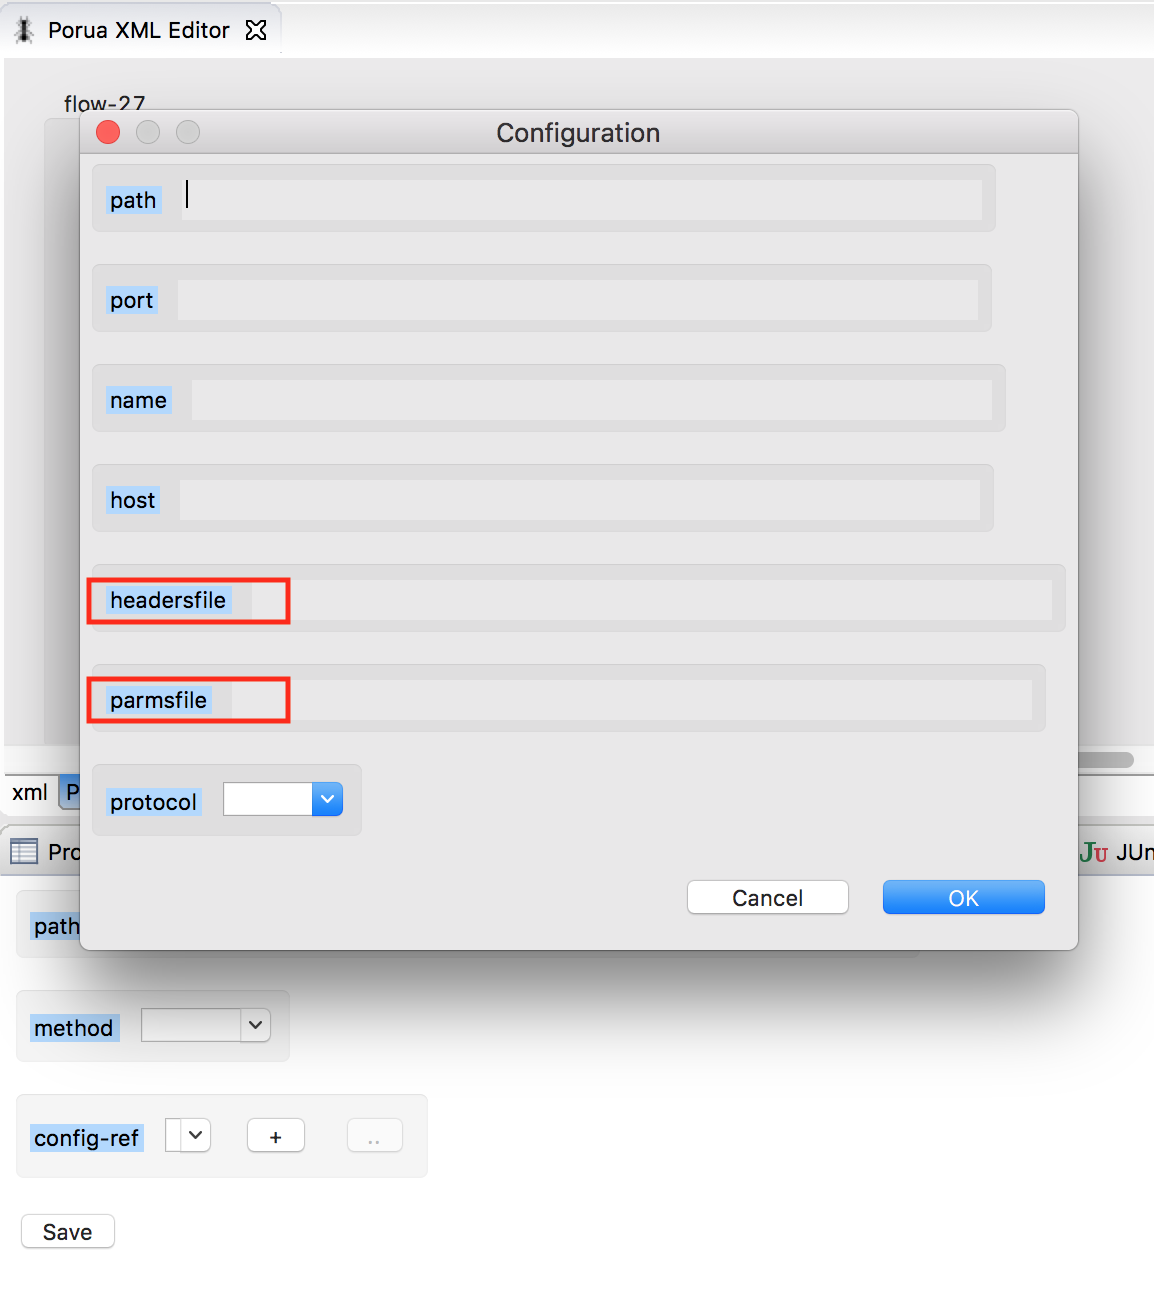 Porua XML Editor
flow-27
Configuration
path
port
name
host
headersfile
parmsfile
protocol
Cancel
OK
xml
P
Pro
JU JUn
path
method
config-ref
+
..
Save